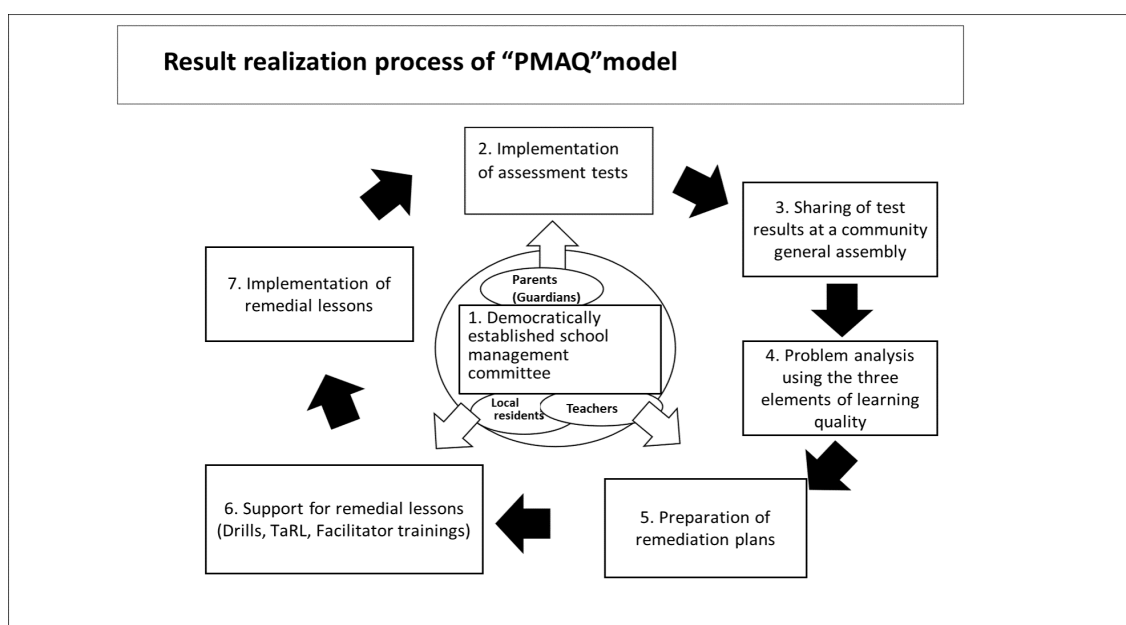 Result realization process of “PMAQ”model
2. Implementation
of assessment tests
3. Sharing of test
results at a community
general assembly
7. Implementation of
remedial lessons
Parents
(Guardians)
1. Democratically
established school
management
committee
4. Problem analysis
using the three
elements of learning
quality
Local
residents
Teachers
6. Support for remedial lessons
(Drills, TaRL, Facilitator trainings)
5. Preparation of
remediation plans